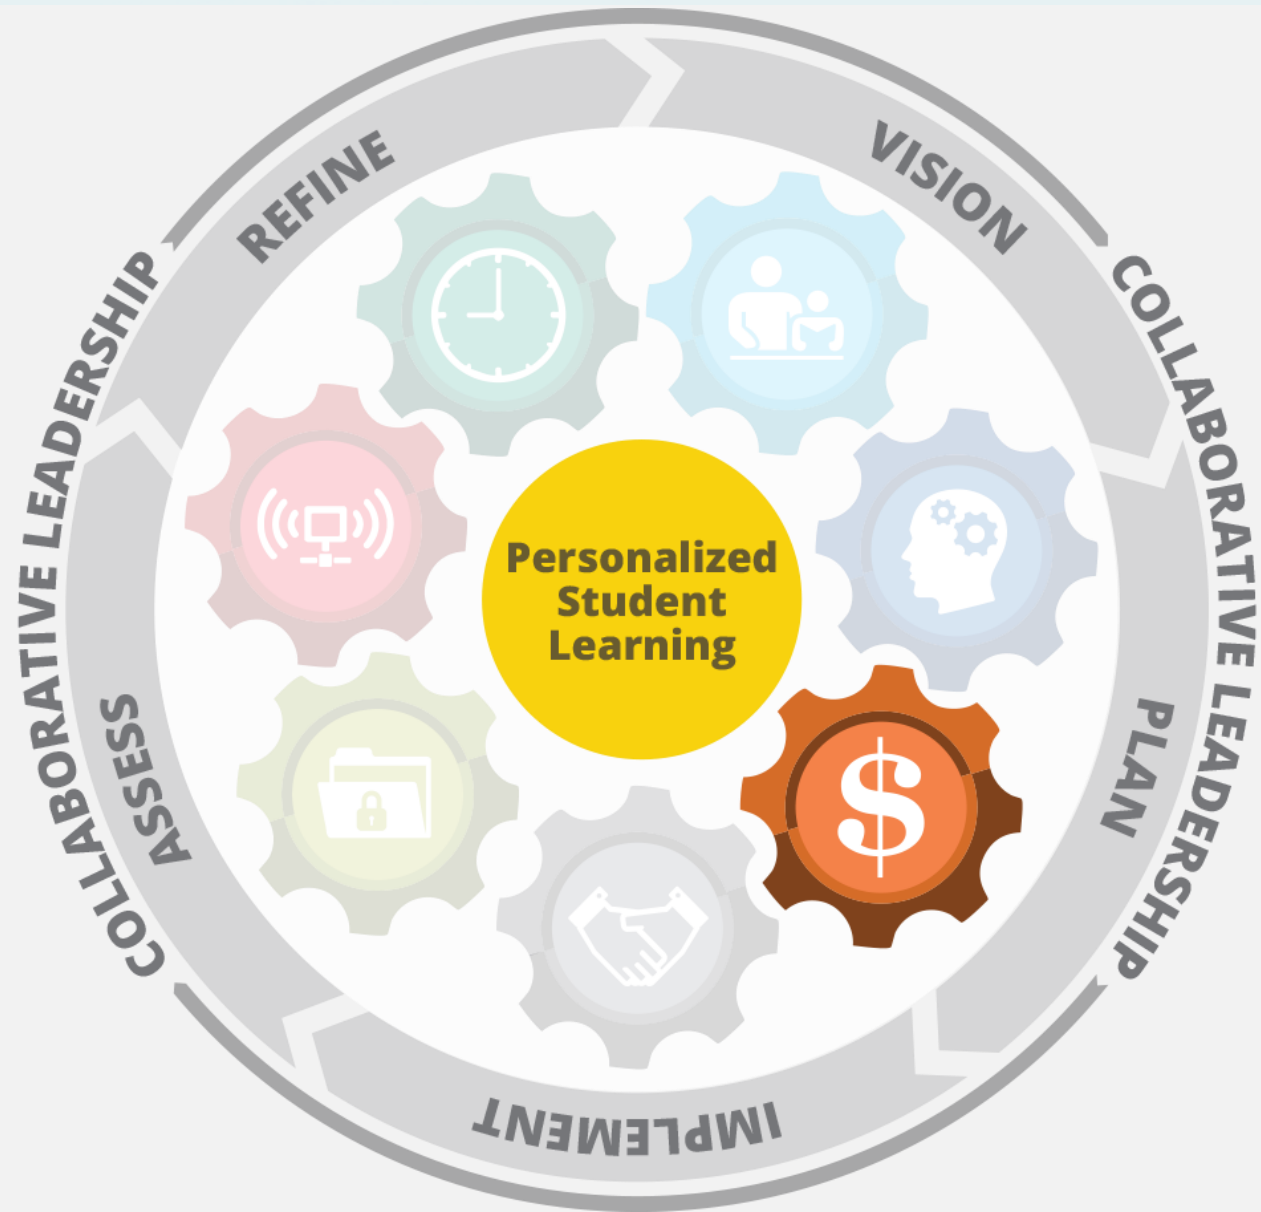 COLLABORATIVE LEADERSHIP
REFINE
VISION
COLLABORATIVE LEADERSHIP
Personalized
Student
Learning
$
PLAN
ASSESS
IMPLEMENT